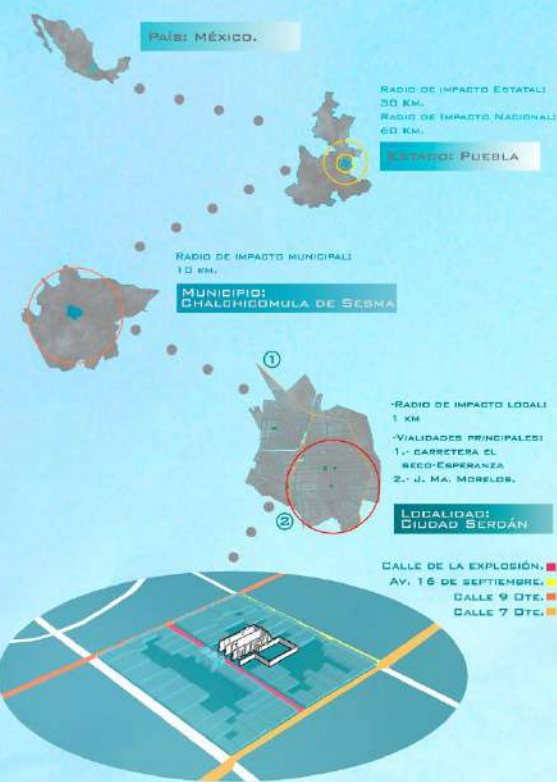 PAÍS: MÉXICO.
RADIO DE IMPACTO ESTATAL:
30 KM.
RADIO DE IMPACTO NACIONAL:
60 KM.
ESTADO: PUEBLA
RADIO DE IMPACTO MUNICIPAL:
10 KM.
MUNICIPIO:
CHALCHICOMULA DE SESMA
1
-RADIO DE IMPACTO LOCAL:
1 KM
-VIALIDADES PRINCIPALES:
1.- CARRETERA EL
SECO-ESPERANZA
2.- J. MA. MORELOS.
2
LOCALIDAD:
CIUDAD SERDÁN
CALLE DE LA EXPLOSIÓN.
AV. 16 DE SEPTIEMBRE.
CALLE 9 OTE.
CALLE 7 OTE.